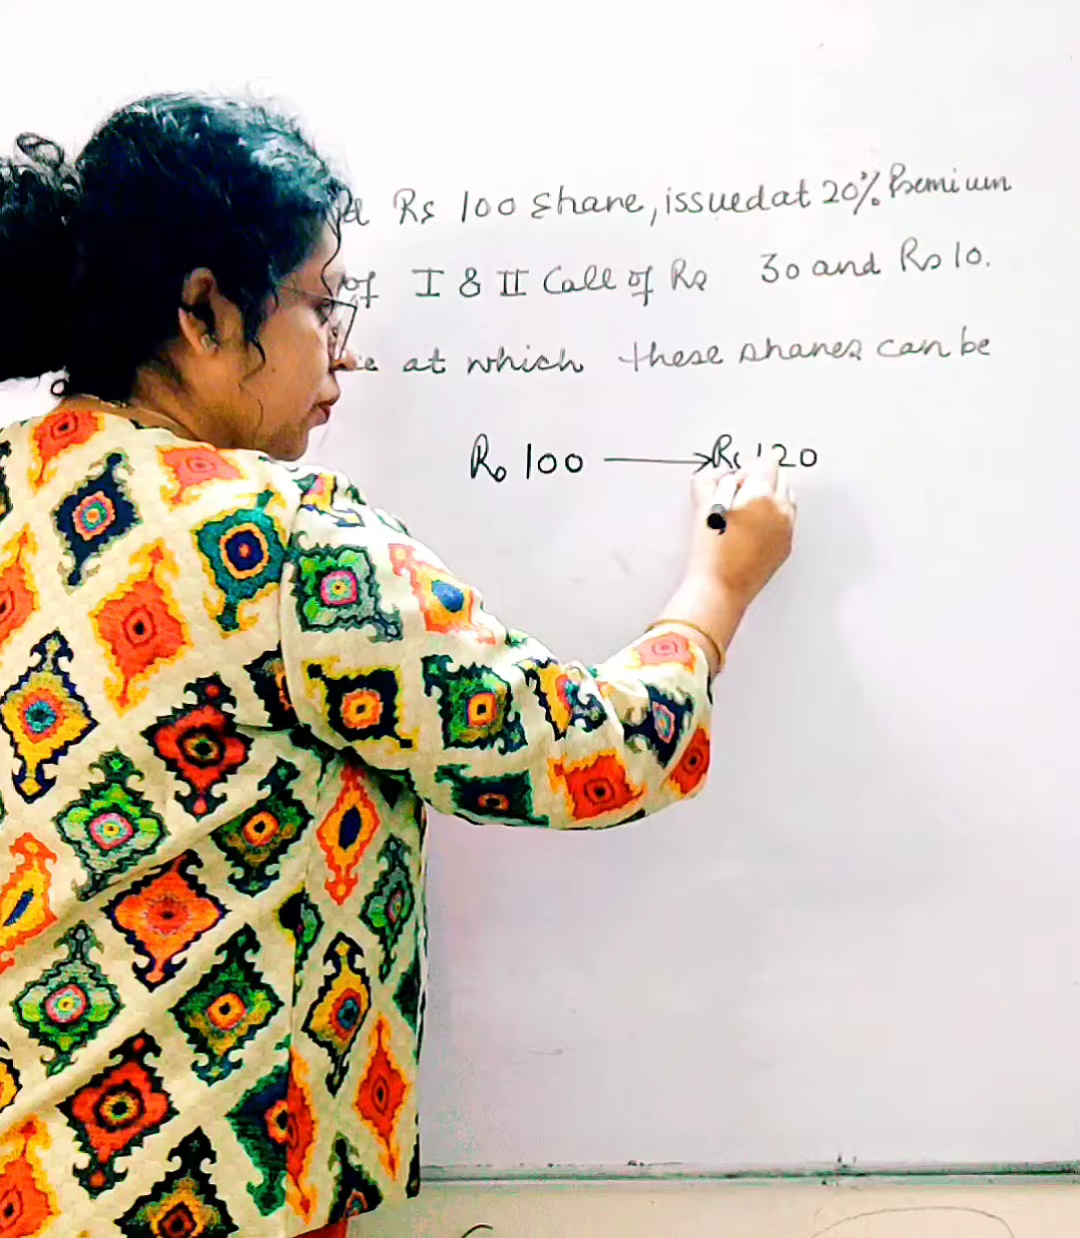 Rs 100 Share, issued at 20% Premium
of I & II Call of Rs 30 and Rs 10.
at which these shares can be
Rs 100 → Rs 120